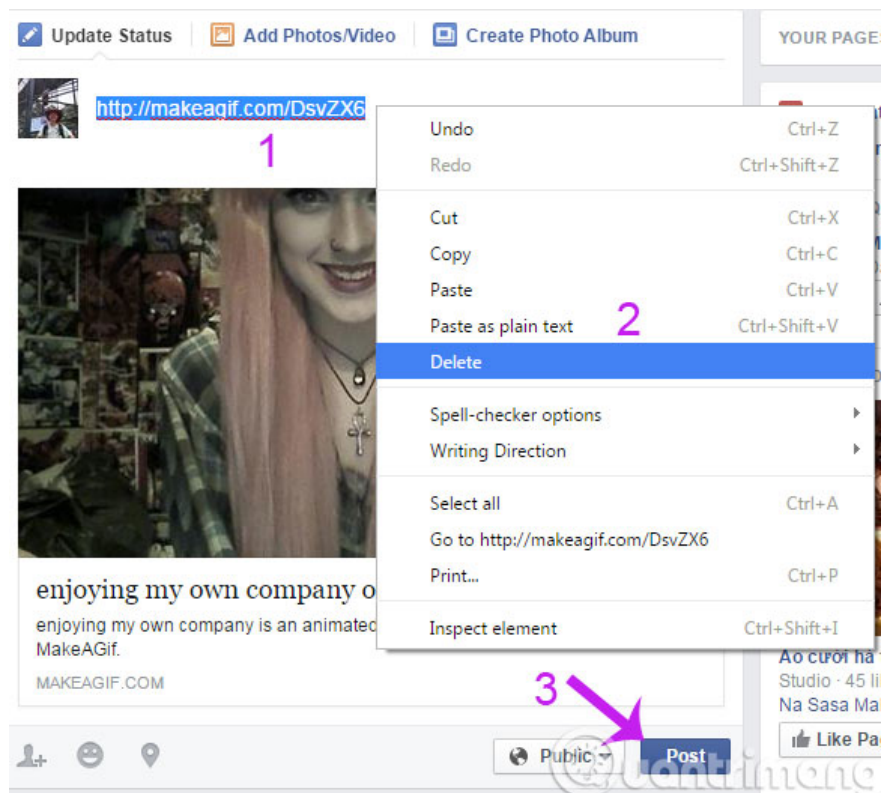 Update Status
Add Photos/Video
Create Photo Album
YOUR PAGE
http://makeagif.com/DsvZX6
1
Undo Ctrl+Z
Redo Ctrl+Shift+Z
Cut Ctrl+X
Copy Ctrl+C
Paste Ctrl+V
Paste as plain text Ctrl+Shift+V
2
Delete
Spell-checker options
Writing Direction
Select all Ctrl+A
Go to http://makeagif.com/DsvZX6
Print... Ctrl+P
Inspect element Ctrl+Shift+I
enjoying my own company o
enjoying my own company is an animated
MakeAGif.
MAKEAGIF.COM
3
Áo cưới hà
Studio · 45 li
Na Sasa Ma
Like Pa
Public
Post
Quantrimang